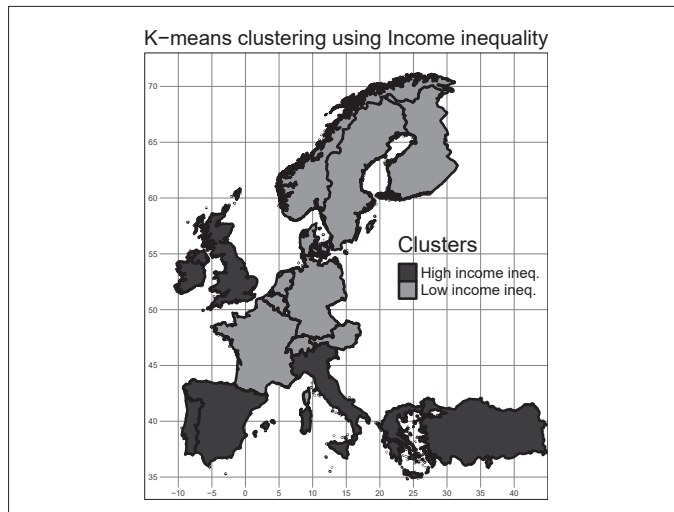 K−means clustering using Income inequality
70
65
60
55
50
45
40
35
Clusters
High income ineq.
Low income ineq.
−10 −5 0 5 10 15 20 25 30 35 40